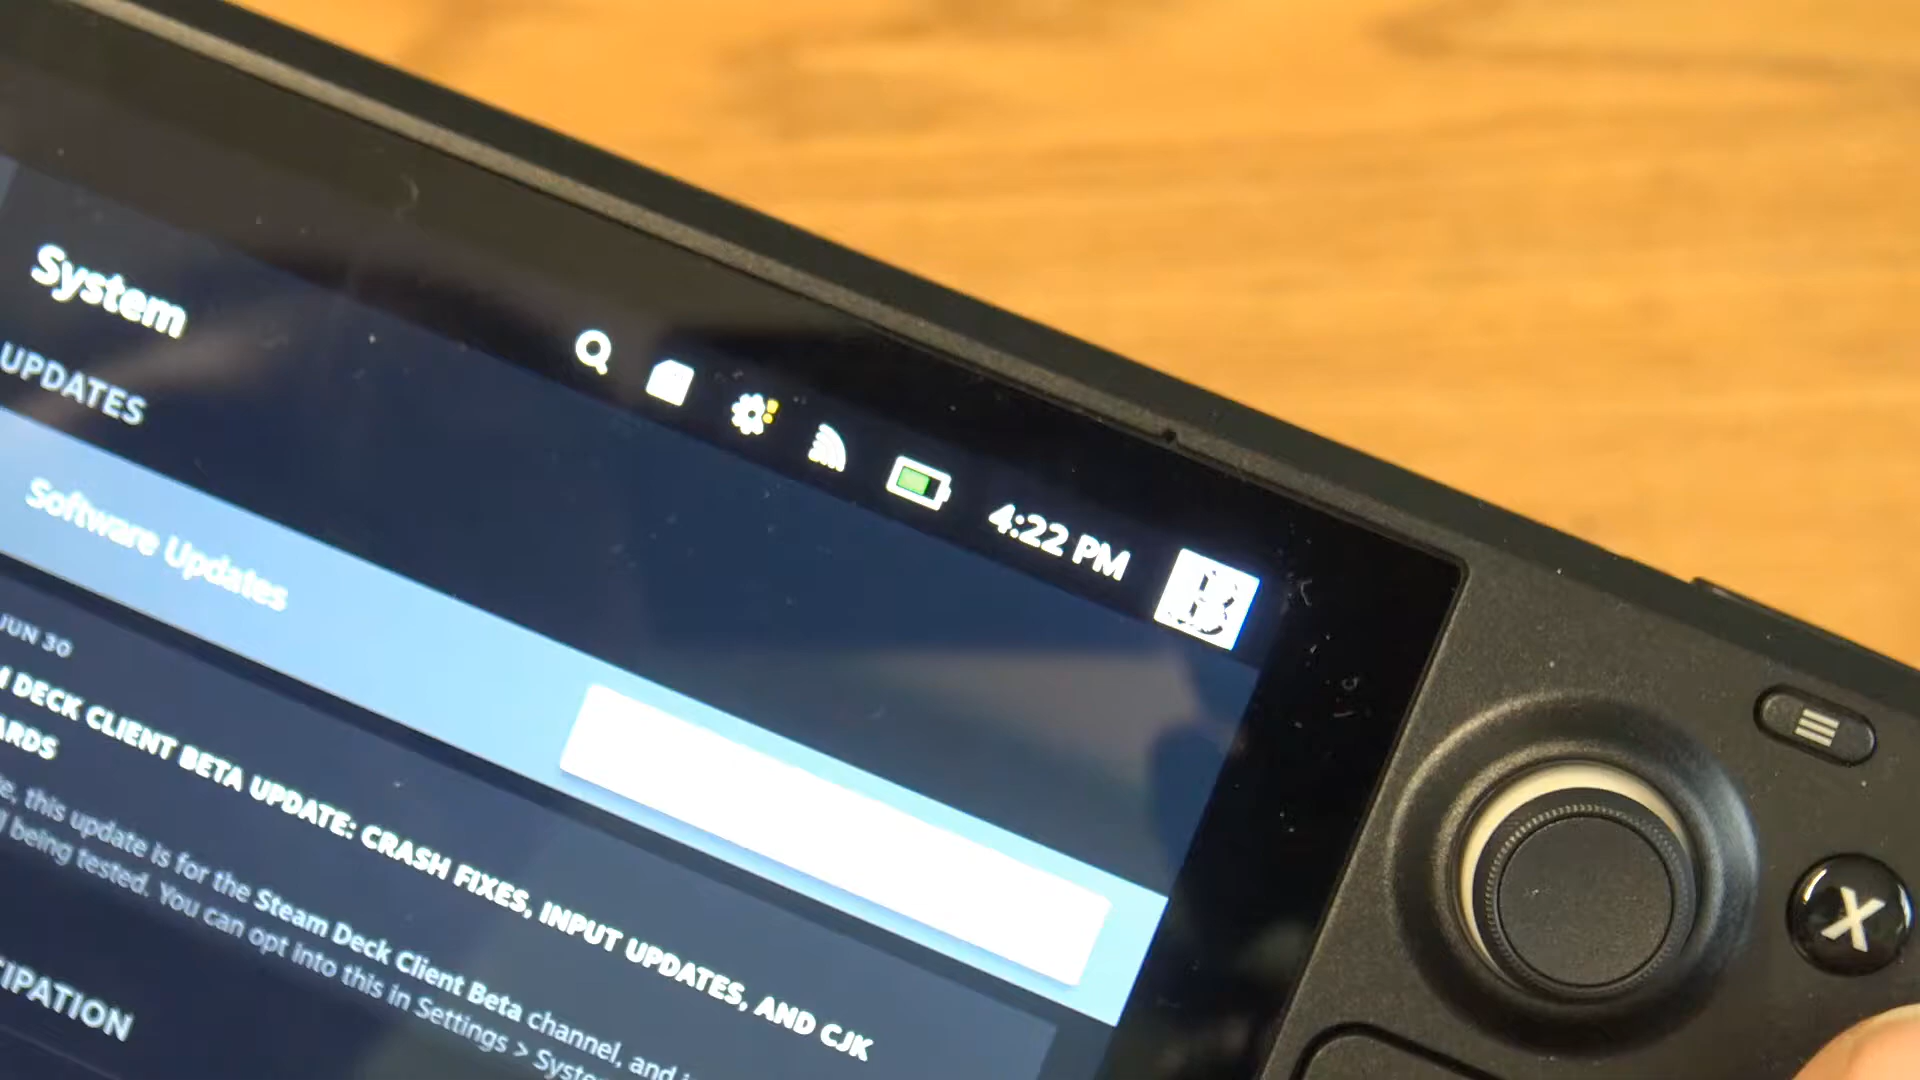 System
4:22 PM
UPDATES
Software Updates
JUN 30
DECK CLIENT BETA UPDATE: CRASH FIXES, INPUT UPDATES, AND CJK
this update is for the Steam Deck Client Beta channel, and
being tested. You can opt into this in Settings >
X